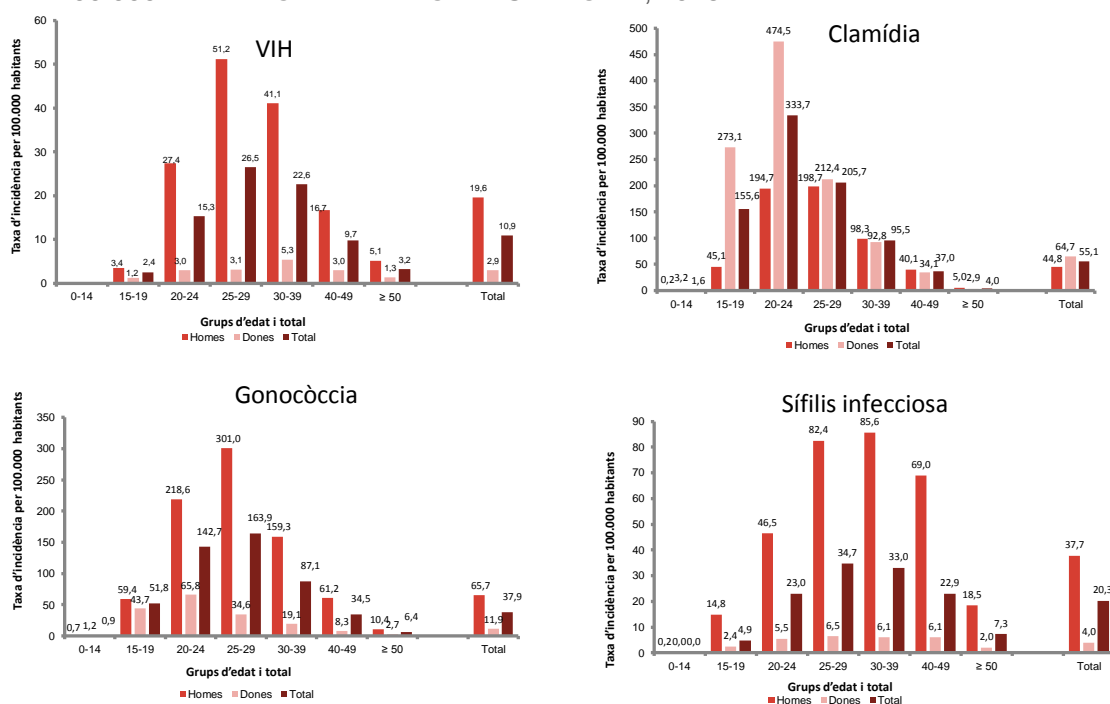 VIH
Taxa d'incidència per 100.000 habitants
60
50
40
30
20
10
0
3,4 1,2 2,4
27,4 3,0 15,3
51,2 3,1 26,5
41,1 5,3 22,6
16,7 3,0 9,7
5,1 1,3 3,2
19,6 2,9 10,9
0-14 15-19 20-24 25-29 30-39 40-49 ≥ 50 Total
Grups d'edat i total
Homes Dones Total
Clamídia
Taxa d'incidència per 100.000 habitants
500
450
400
350
300
250
200
150
100
50
0
0,2 3,2 1,6
45,1 273,1 155,6
194,7 474,5 333,7
198,7 212,4 205,7
98,3 92,8 95,5
40,1 34,1 37,0
5,0 2,9 4,0
44,8 64,7 55,1
0-14 15-19 20-24 25-29 30-39 40-49 ≥ 50 Total
Grups d'edat i total
Homes Dones Total
Gonocòccia
Taxa d'incidència per 100.000 habitants
350
300
250
200
150
100
50
0
0,7 1,2 0,9
59,4 43,7 51,8
218,6 65,8 142,7
301,0 34,6 163,9
159,3 19,1 87,1
61,2 8,3 34,5
10,4 2,7 6,4
65,7 11,9 37,9
0-14 15-19 20-24 25-29 30-39 40-49 ≥ 50 Total
Grups d'edat i total
Homes Dones Total
Sífilis infecciosa
Taxa d'incidència per 100.000 habitants
90
80
70
60
50
40
30
20
10
0
0,2 0,0 0,0
14,8 2,4 4,9
46,5 5,5 23,0
82,4 6,5 34,7
85,6 6,1 33,0
69,0 6,1 22,9
18,5 2,0 7,3
37,7 4,0 20,3
0-14 15-19 20-24 25-29 30-39 40-49 ≥ 50 Total
Grups d'edat i total
Homes Dones Total